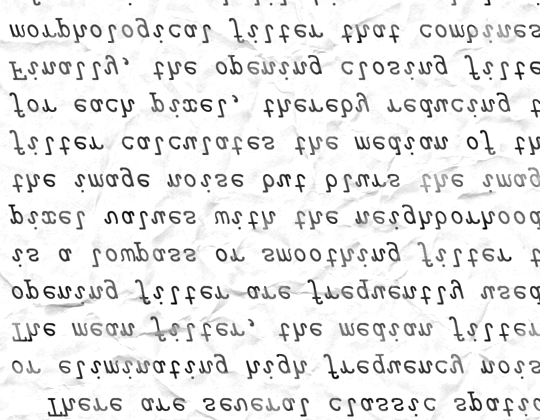 There are several classic spati
or eliminating high frequency nois
The mean filter, the median filter
opening filter are frequently used
is a lowpass or smoothing filter t
pixel values with the neighborhood
the image noise but blurs the imag
filter calculates the median of th
for each pixel, thereby reducing t
Finally, the opening closing filte
morphological filter that combines